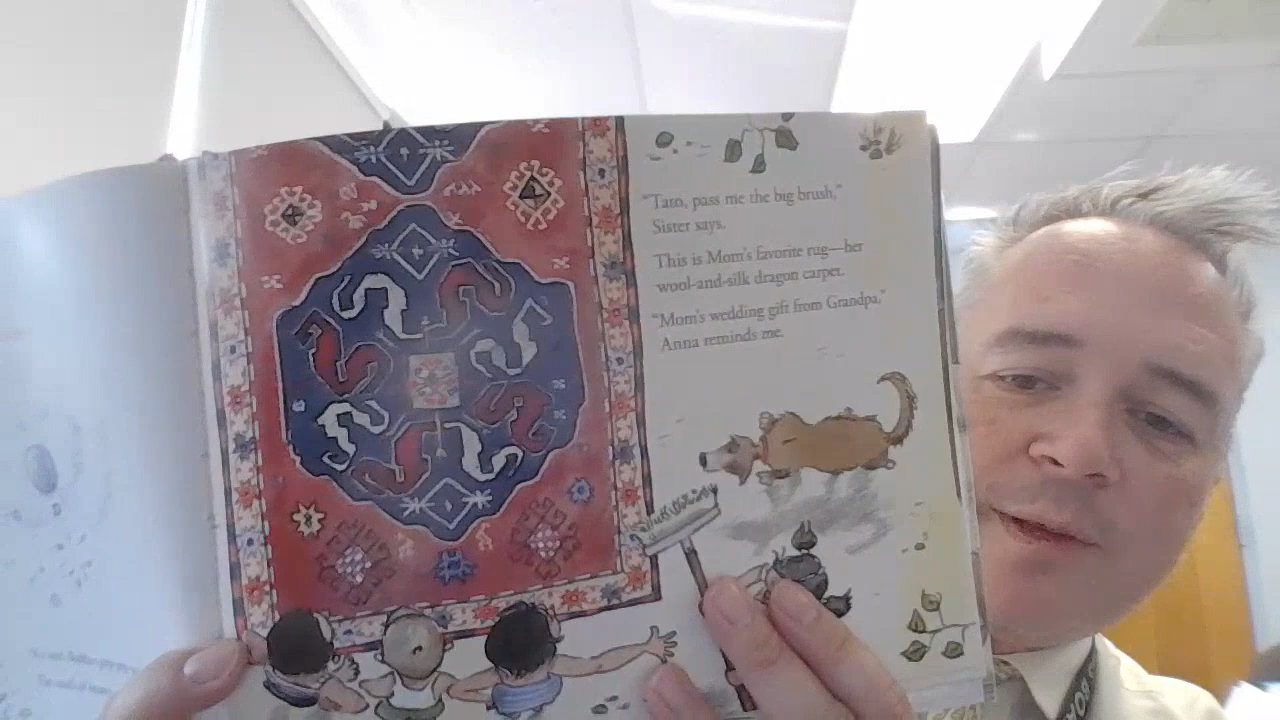 "Taro, pass me the big brush,"
Sister says.
This is Mom's favorite rug—her
wool-and-silk dragon carpet.
"Mom's wedding gift from Grandpa,"
Anna reminds me.